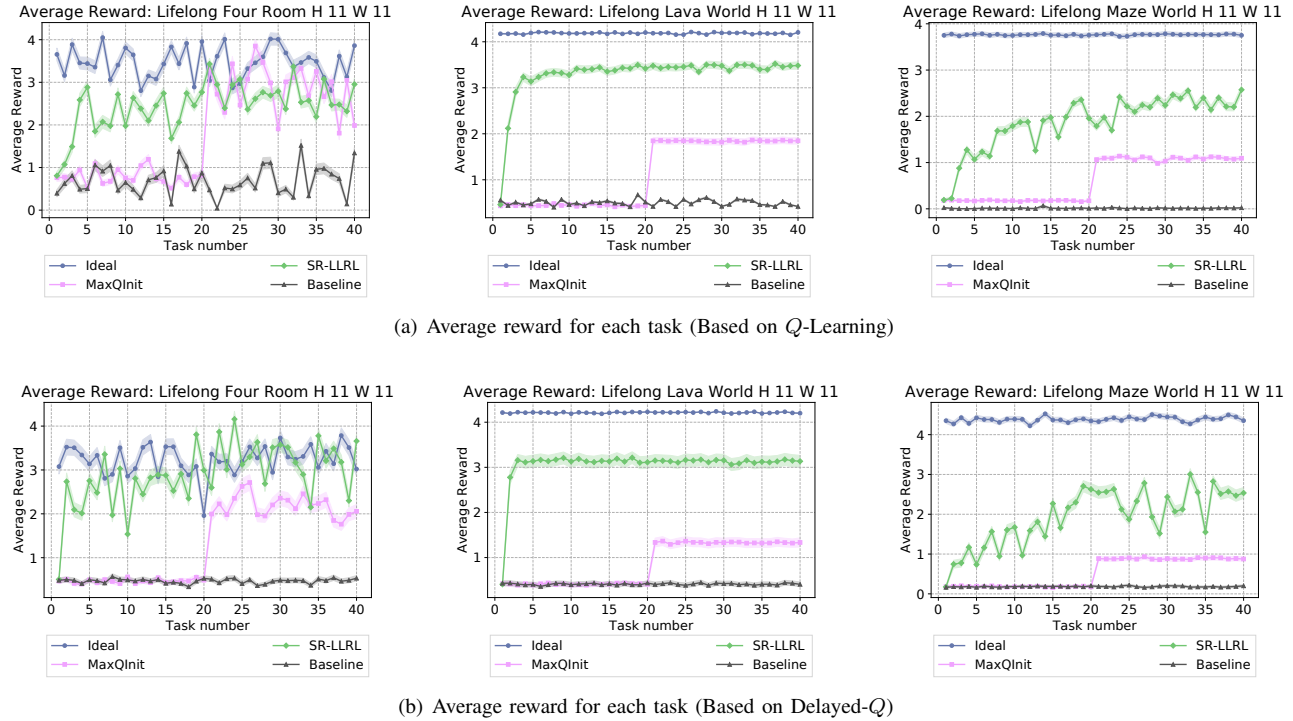 Average Reward: Lifelong Four Room H 11 W 11
Average Reward
4
3
2
1
0
0 5 10 15 20 25 30 35 40
Task number
Ideal SR-LLRL
MaxQInit Baseline
Average Reward: Lifelong Lava World H 11 W 11
Average Reward
4
3
2
1
0 5 10 15 20 25 30 35 40
Task number
Ideal SR-LLRL
MaxQInit Baseline
Average Reward: Lifelong Maze World H 11 W 11
Average Reward
4
3
2
1
0
0 5 10 15 20 25 30 35 40
Task number
Ideal SR-LLRL
MaxQInit Baseline
(a) Average reward for each task (Based on Q-Learning)
Average Reward: Lifelong Four Room H 11 W 11
Average Reward
4
3
2
1
0 5 10 15 20 25 30 35 40
Task number
Ideal SR-LLRL
MaxQInit Baseline
Average Reward: Lifelong Lava World H 11 W 11
Average Reward
4
3
2
1
0 5 10 15 20 25 30 35 40
Task number
Ideal SR-LLRL
MaxQInit Baseline
Average Reward: Lifelong Maze World H 11 W 11
Average Reward
4
3
2
1
0
0 5 10 15 20 25 30 35 40
Task number
Ideal SR-LLRL
MaxQInit Baseline
(b) Average reward for each task (Based on Delayed-Q)